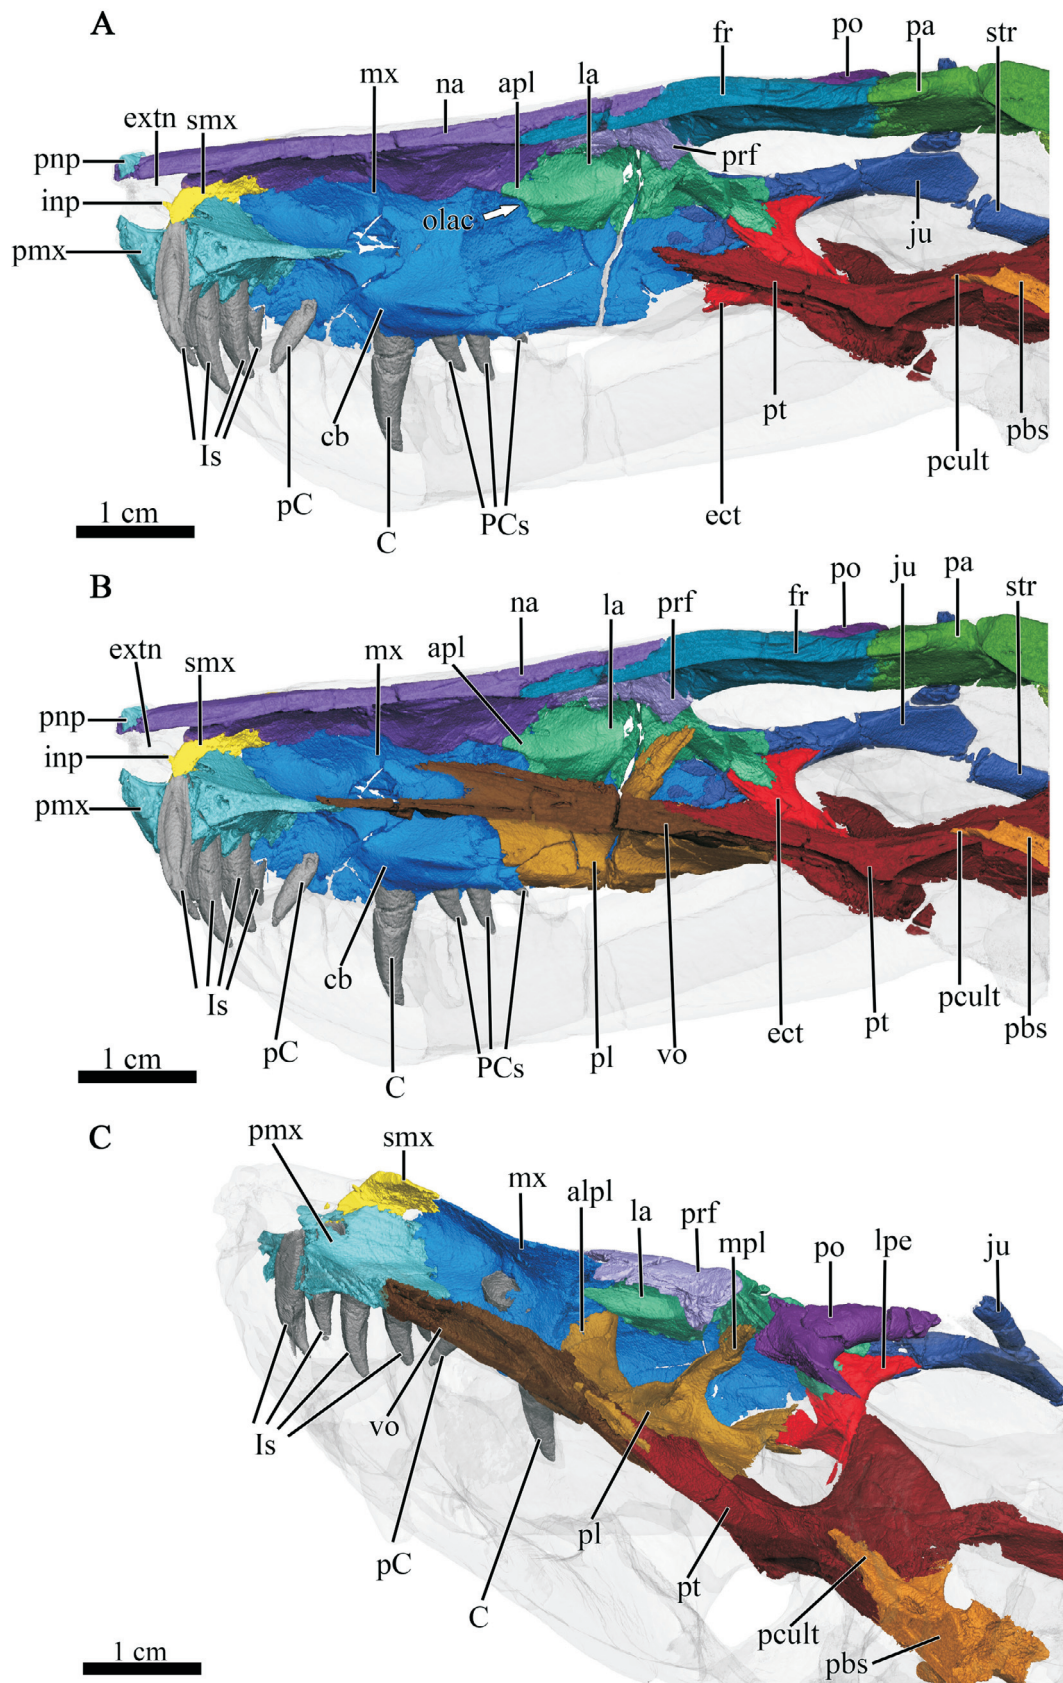 A
fr
po
pa
str
mx
na
apl
la
extn
smx
pnp
prf
inp
olac
ju
pmx
pt
pbs
cb
Is
pcult
pC
PCs
ect
1 cm
C
B
po
ju
pa
na
la
prf
fr
str
extn
smx
mx
apl
pnp
inp
pmx
cb
Is
pcult
ect
pt
pbs
pC
PCs
pl
vo
1 cm
C
C
pmx
smx
mx
alpl
la
prf
mpl
po
lpe
ju
Is
vo
pl
pC
pt
C
pcult
1 cm
pbs